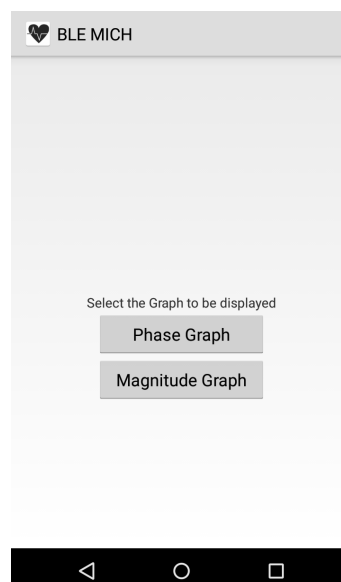 BLE MICH
Select the Graph to be displayed
Phase Graph
Magnitude Graph